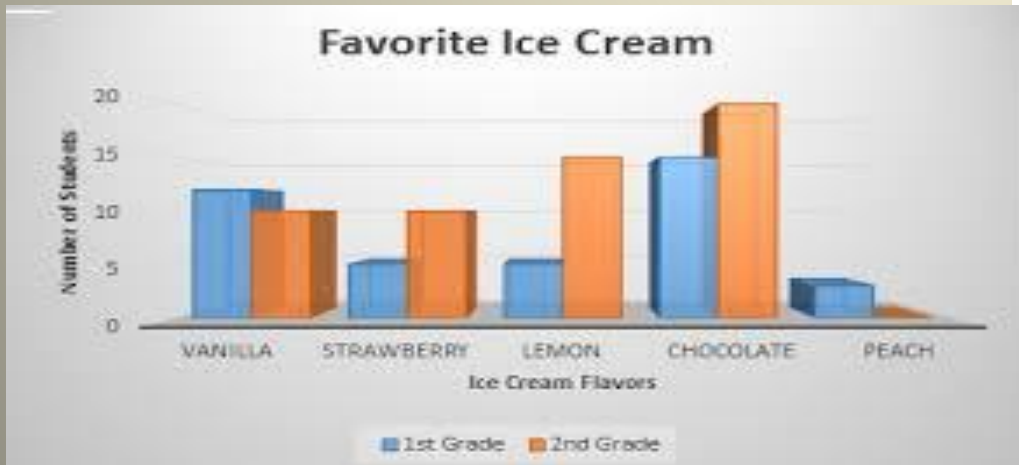 Favorite Ice Cream
20
15
10
5
0
Number of Students
VANILLA STRAWBERRY LEMON CHOCOLATE PEACH
Ice Cream Flavors
1st Grade 2nd Grade